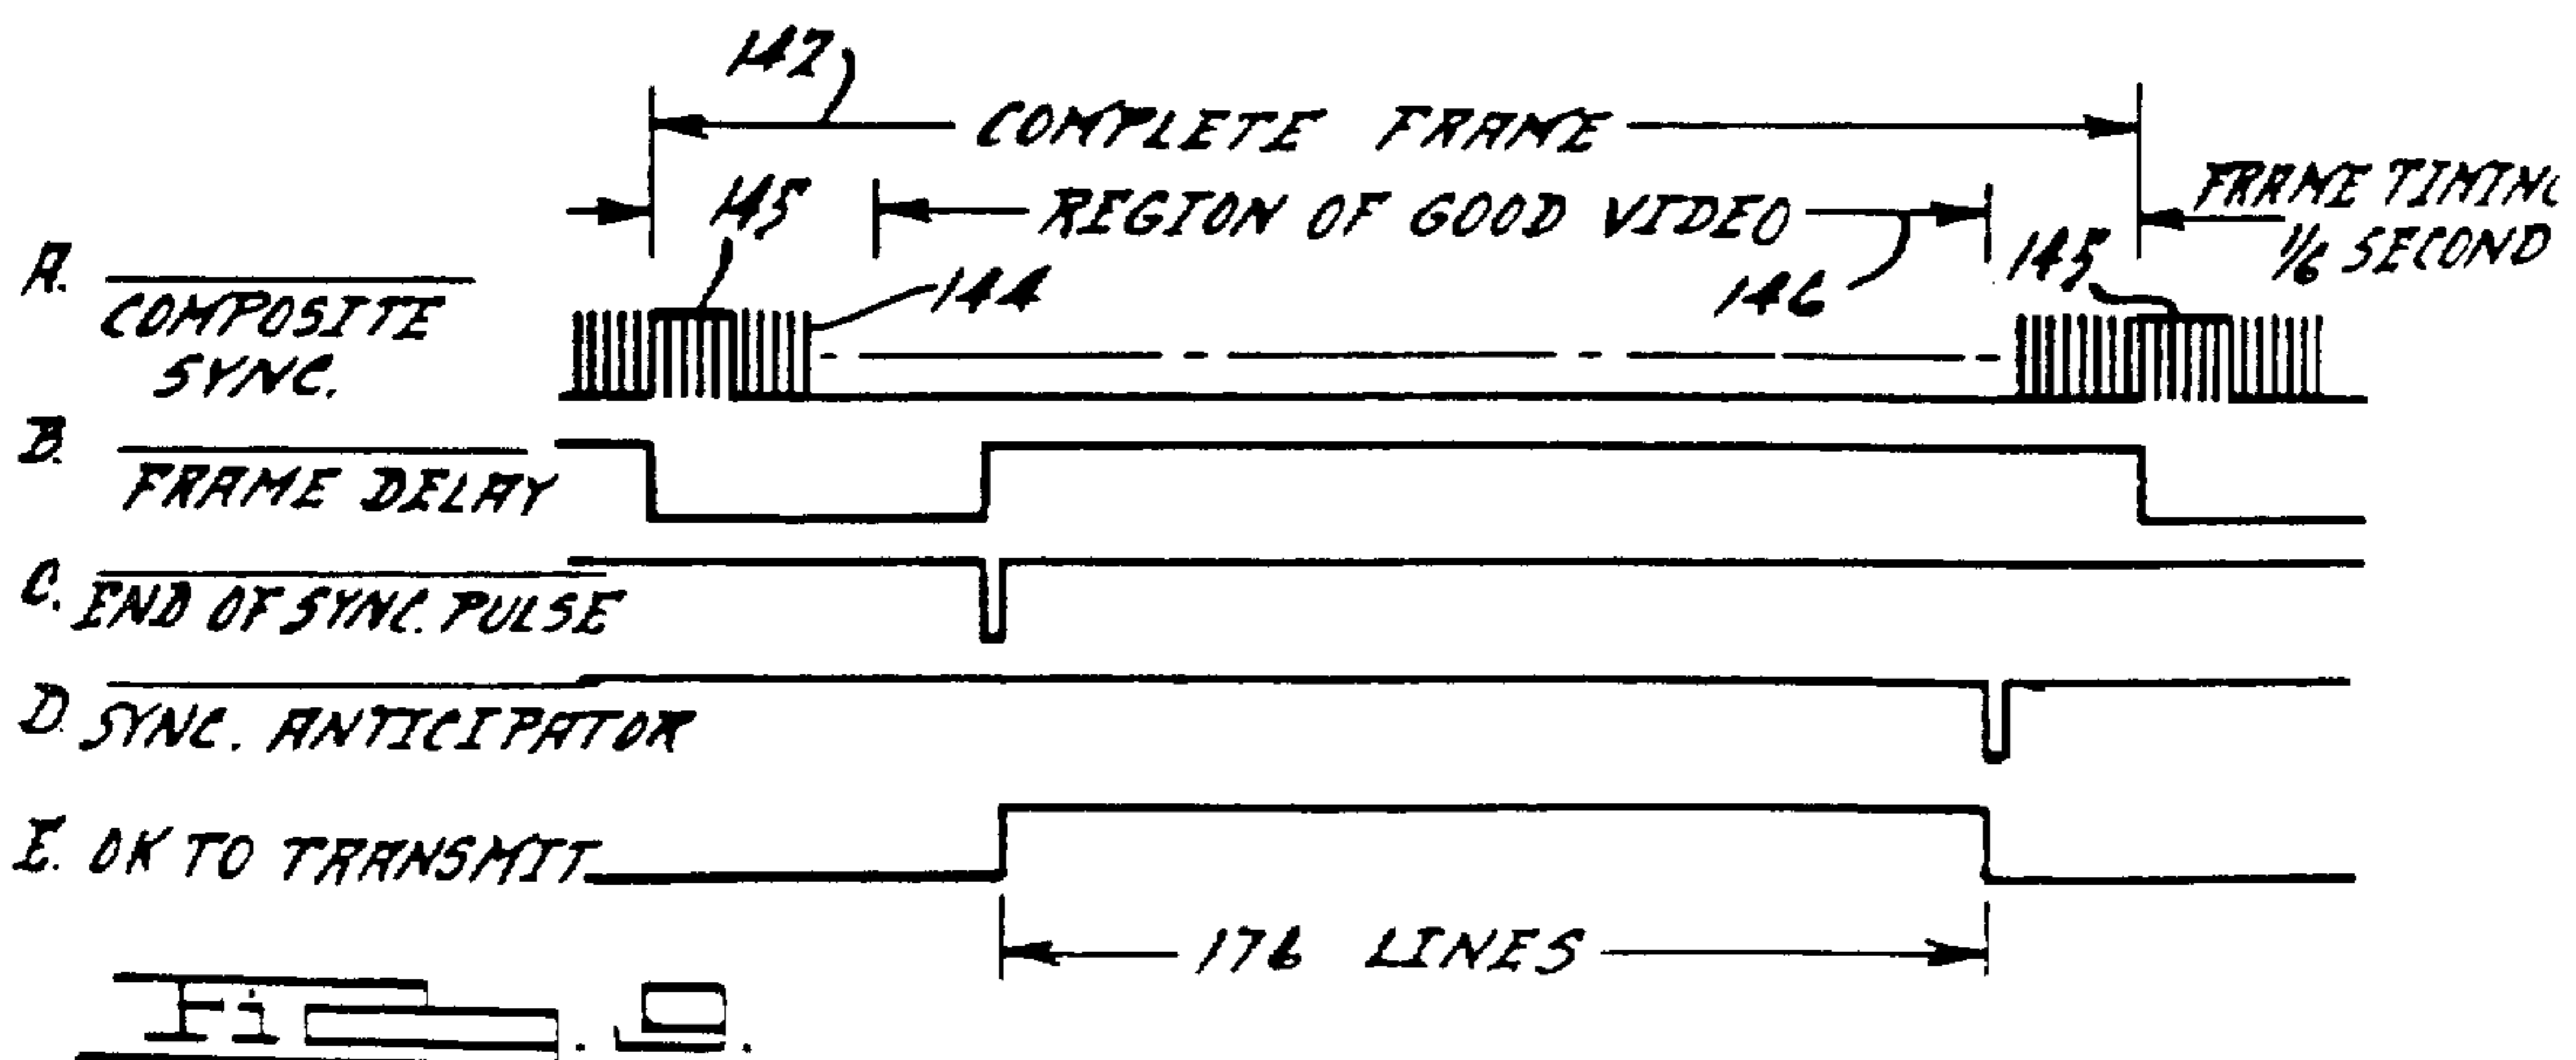 147
COMPLETE FRAME
145
REGION OF GOOD VIDEO
FRAME TIMING
1/6 SECOND
A.
COMPOSITE
SYNC.
144
146
145
B.
FRAME DELAY
C. END OF SYNC. PULSE
D. SYNC. ANTICIPATOR
E. OK TO TRANSMIT
176 LINES